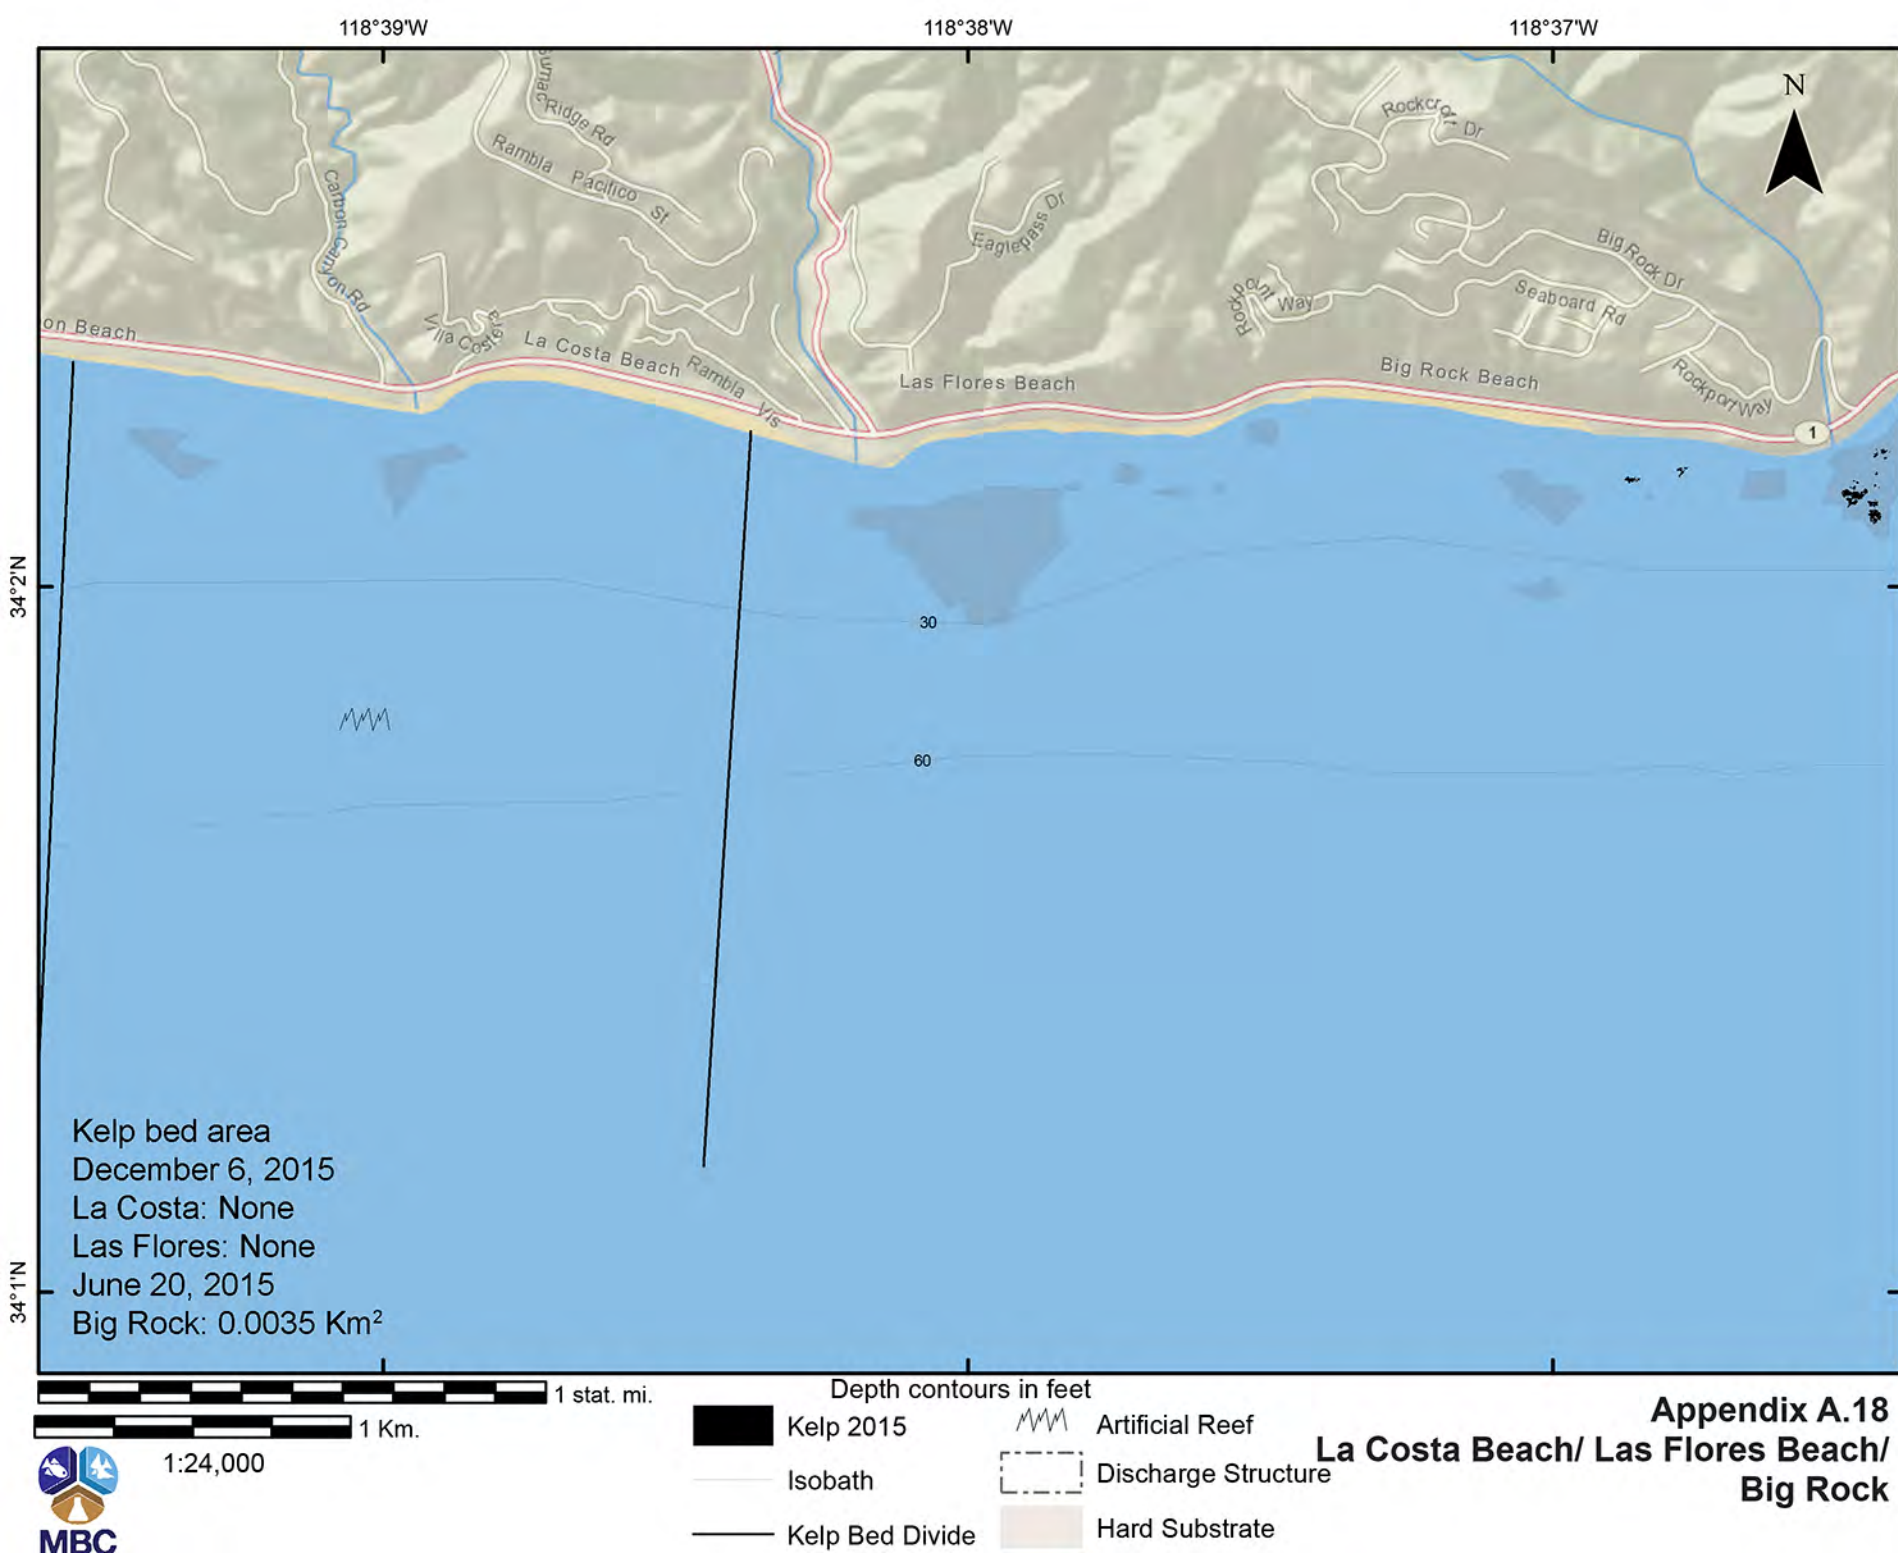 118°39'W
118°38'W
118°37'W
N
Sumac
Ridge Rd
Rambla Pacifico St
Carbon Canyon Rd
Eaglepass Dr
Rockcroft Dr
Big Rock Dr
Seaboard Rd
Rockpoint Way
Rockport Way
Villa Costera
on Beach
La Costa Beach
Rambla Vis
Las Flores Beach
Big Rock Beach
1
34°2'N
30
60
34°1'N
Kelp bed area
December 6, 2015
La Costa: None
Las Flores: None
June 20, 2015
Big Rock: 0.0035 Km²
1 stat. mi.
1 Km.
1:24,000
MBC
Depth contours in feet
Kelp 2015
Isobath
Kelp Bed Divide
Artificial Reef
Discharge Structure
Hard Substrate
Appendix A.18
La Costa Beach/ Las Flores Beach/
Big Rock